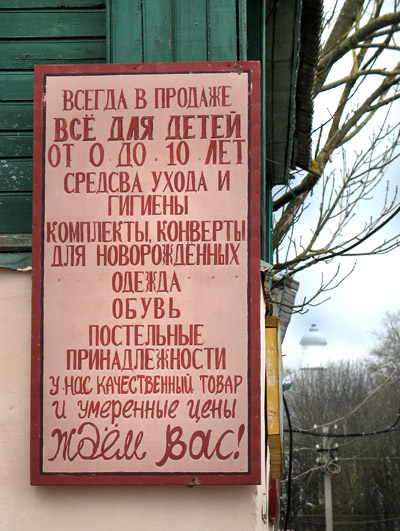 ВСЕГДА В ПРОДАЖЕ
ВСЁ ДЛЯ ДЕТЕЙ
ОТ 0 ДО 10 ЛЕТ
СРЕДСВА УХОДА И
ГИГИЕНЫ
КОМПЛЕКТЫ, КОНВЕРТЫ
ДЛЯ НОВОРОЖДЁННЫХ
ОДЕЖДА
ОБУВЬ
ПОСТЕЛЬНЫЕ
ПРИНАДЛЕЖНОСТИ
У НАС КАЧЕСТВЕННЫЙ ТОВАР
И УМЕРЕННЫЕ ЦЕНЫ
ЖДЁМ ВАС!